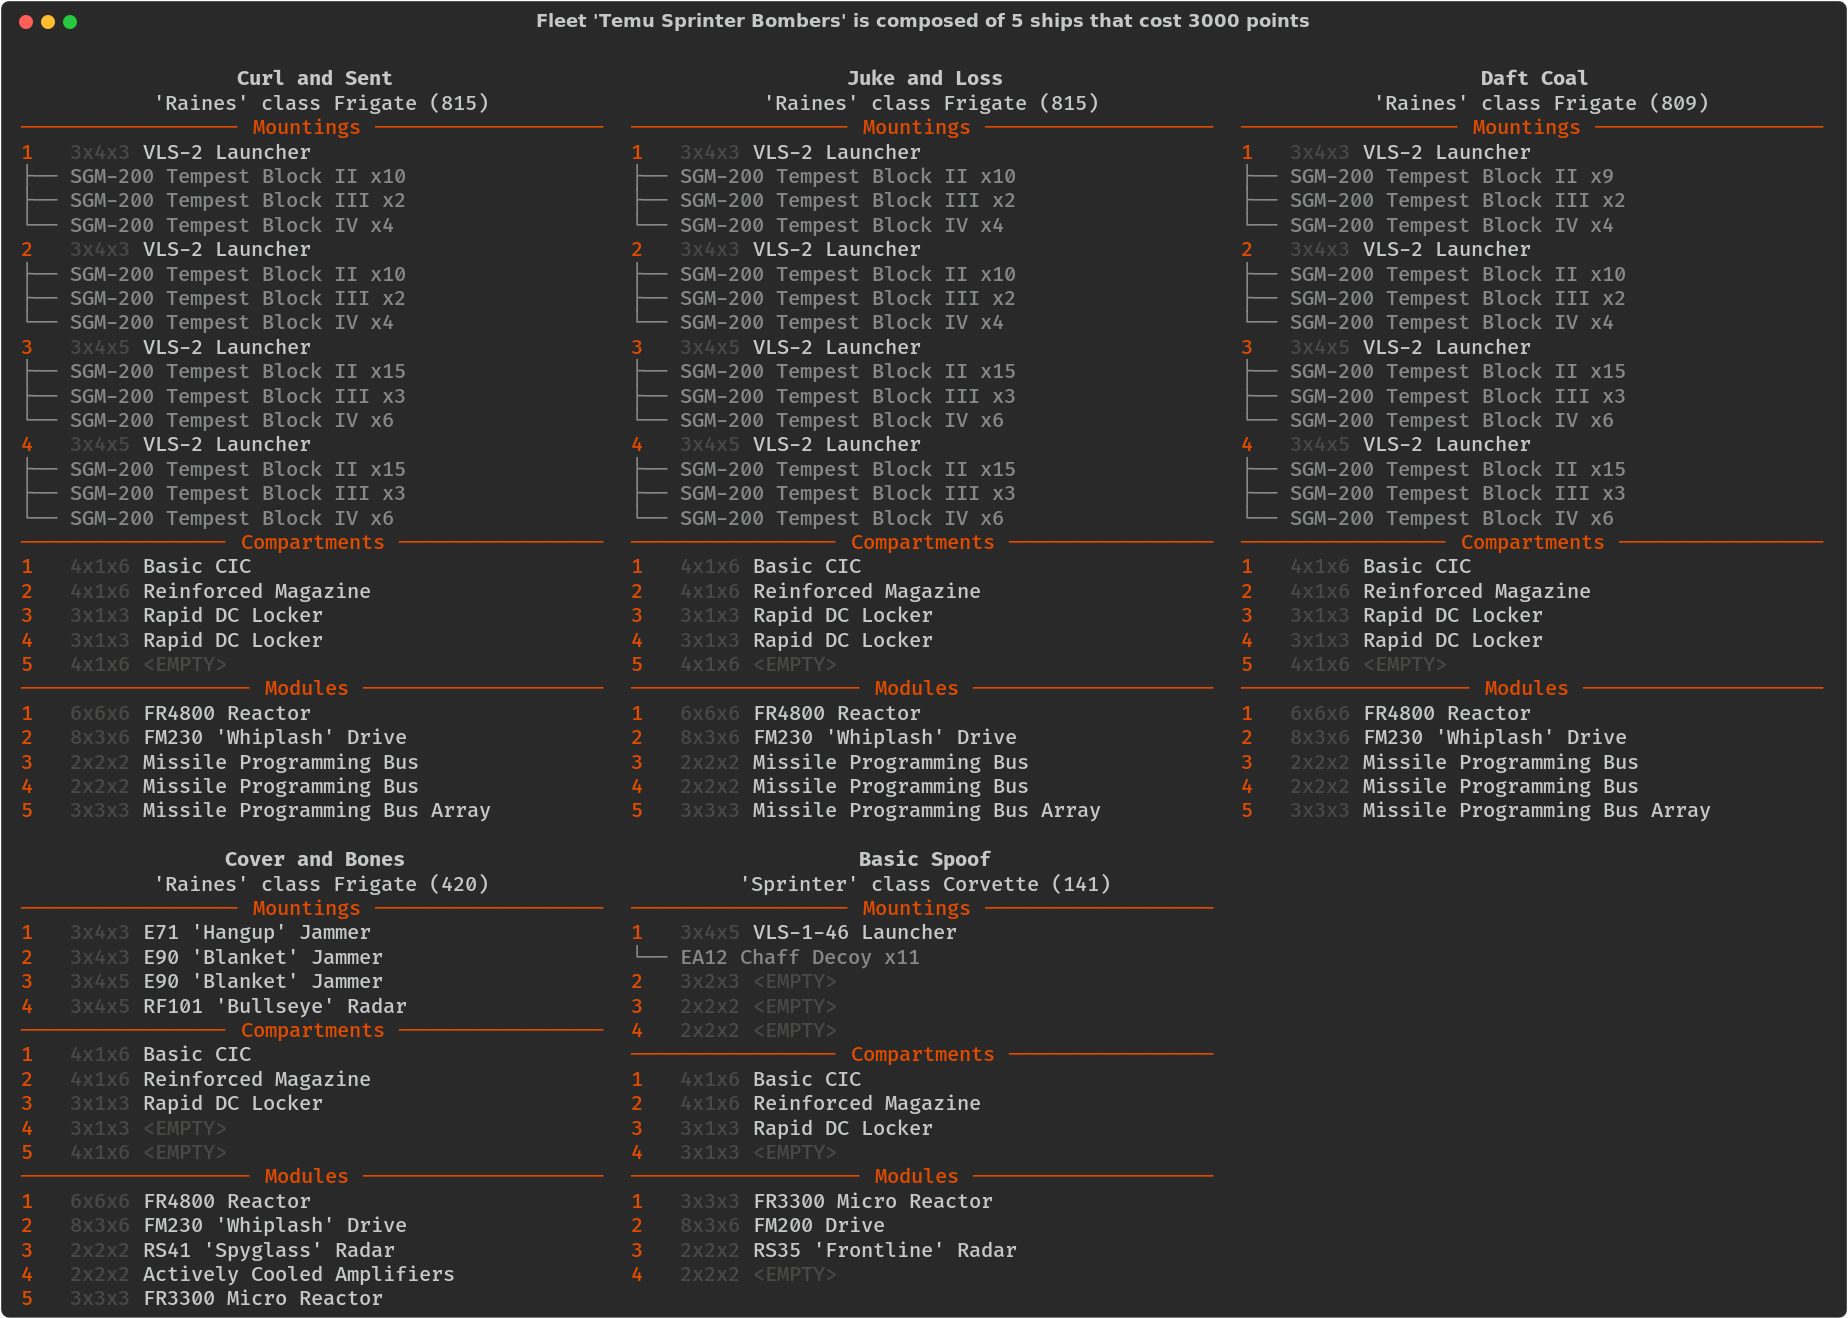 Fleet 'Temu Sprinter Bombers' is composed of 5 ships that cost 3000 points
Curl and Sent
'Raines' class Frigate (815)
Mountings
1 3x4x3 VLS-2 Launcher
SGM-200 Tempest Block II x10
SGM-200 Tempest Block III x2
SGM-200 Tempest Block IV x4
2 3x4x3 VLS-2 Launcher
SGM-200 Tempest Block II x10
SGM-200 Tempest Block III x2
SGM-200 Tempest Block IV x4
3 3x4x5 VLS-2 Launcher
SGM-200 Tempest Block II x15
SGM-200 Tempest Block III x3
SGM-200 Tempest Block IV x6
4 3x4x5 VLS-2 Launcher
SGM-200 Tempest Block II x15
SGM-200 Tempest Block III x3
SGM-200 Tempest Block IV x6
Compartments
1 4x1x6 Basic CIC
2 4x1x6 Reinforced Magazine
3 3x1x3 Rapid DC Locker
4 3x1x3 Rapid DC Locker
5 4x1x6 <EMPTY>
Modules
1 6x6x6 FR4800 Reactor
2 8x3x6 FM230 'Whiplash' Drive
3 2x2x2 Missile Programming Bus
4 2x2x2 Missile Programming Bus
5 3x3x3 Missile Programming Bus Array
Juke and Loss
'Raines' class Frigate (815)
Mountings
1 3x4x3 VLS-2 Launcher
SGM-200 Tempest Block II x10
SGM-200 Tempest Block III x2
SGM-200 Tempest Block IV x4
2 3x4x3 VLS-2 Launcher
SGM-200 Tempest Block II x10
SGM-200 Tempest Block III x2
SGM-200 Tempest Block IV x4
3 3x4x5 VLS-2 Launcher
SGM-200 Tempest Block II x15
SGM-200 Tempest Block III x3
SGM-200 Tempest Block IV x6
4 3x4x5 VLS-2 Launcher
SGM-200 Tempest Block II x15
SGM-200 Tempest Block III x3
SGM-200 Tempest Block IV x6
Compartments
1 4x1x6 Basic CIC
2 4x1x6 Reinforced Magazine
3 3x1x3 Rapid DC Locker
4 3x1x3 Rapid DC Locker
5 4x1x6 <EMPTY>
Modules
1 6x6x6 FR4800 Reactor
2 8x3x6 FM230 'Whiplash' Drive
3 2x2x2 Missile Programming Bus
4 2x2x2 Missile Programming Bus
5 3x3x3 Missile Programming Bus Array
Daft Coal
'Raines' class Frigate (809)
Mountings
1 3x4x3 VLS-2 Launcher
SGM-200 Tempest Block II x9
SGM-200 Tempest Block III x2
SGM-200 Tempest Block IV x4
2 3x4x3 VLS-2 Launcher
SGM-200 Tempest Block II x10
SGM-200 Tempest Block III x2
SGM-200 Tempest Block IV x4
3 3x4x5 VLS-2 Launcher
SGM-200 Tempest Block II x15
SGM-200 Tempest Block III x3
SGM-200 Tempest Block IV x6
4 3x4x5 VLS-2 Launcher
SGM-200 Tempest Block II x15
SGM-200 Tempest Block III x3
SGM-200 Tempest Block IV x6
Compartments
1 4x1x6 Basic CIC
2 4x1x6 Reinforced Magazine
3 3x1x3 Rapid DC Locker
4 3x1x3 Rapid DC Locker
5 4x1x6 <EMPTY>
Modules
1 6x6x6 FR4800 Reactor
2 8x3x6 FM230 'Whiplash' Drive
3 2x2x2 Missile Programming Bus
4 2x2x2 Missile Programming Bus
5 3x3x3 Missile Programming Bus Array
Cover and Bones
'Raines' class Frigate (420)
Mountings
1 3x4x3 E71 'Hangup' Jammer
2 3x4x3 E90 'Blanket' Jammer
3 3x4x5 E90 'Blanket' Jammer
4 3x4x5 RF101 'Bullseye' Radar
Compartments
1 4x1x6 Basic CIC
2 4x1x6 Reinforced Magazine
3 3x1x3 Rapid DC Locker
4 3x1x3 <EMPTY>
5 4x1x6 <EMPTY>
Modules
1 6x6x6 FR4800 Reactor
2 8x3x6 FM230 'Whiplash' Drive
3 2x2x2 RS41 'Spyglass' Radar
4 2x2x2 Actively Cooled Amplifiers
5 3x3x3 FR3300 Micro Reactor
Basic Spoof
'Sprinter' class Corvette (141)
Mountings
1 3x4x5 VLS-1-46 Launcher
EA12 Chaff Decoy x11
2 3x2x3 <EMPTY>
3 2x2x2 <EMPTY>
4 2x2x2 <EMPTY>
Compartments
1 4x1x6 Basic CIC
2 4x1x6 Reinforced Magazine
3 3x1x3 Rapid DC Locker
4 3x1x3 <EMPTY>
Modules
1 3x3x3 FR3300 Micro Reactor
2 8x3x6 FM200 Drive
3 2x2x2 RS35 'Frontline' Radar
4 2x2x2 <EMPTY>